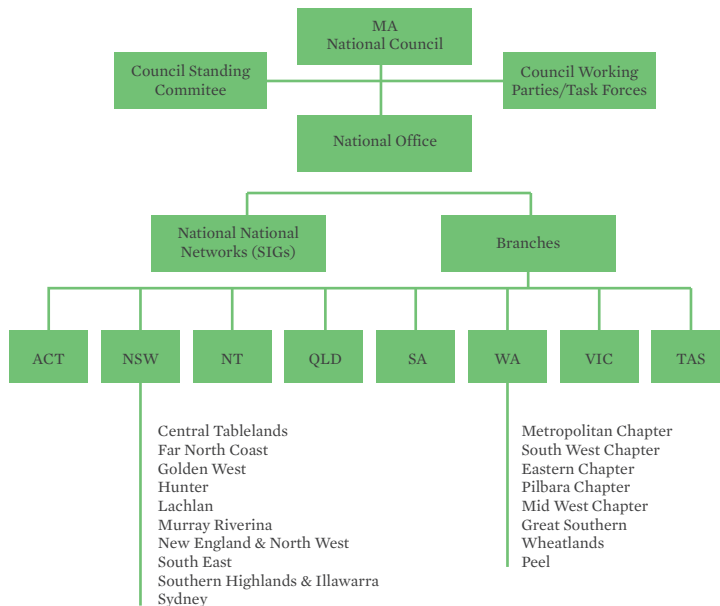 MA
National Council
Council Standing
Commitee
Council Working
Parties/Task Forces
National Office
National National
Networks (SIGs)
Branches
ACT
NSW
NT
QLD
SA
WA
VIC
TAS
Central Tablelands
Far North Coast
Golden West
Hunter
Lachlan
Murray Riverina
New England & North West
South East
Southern Highlands & Illawarra
Sydney
Metropolitan Chapter
South West Chapter
Eastern Chapter
Pilbara Chapter
Mid West Chapter
Great Southern
Wheatlands
Peel